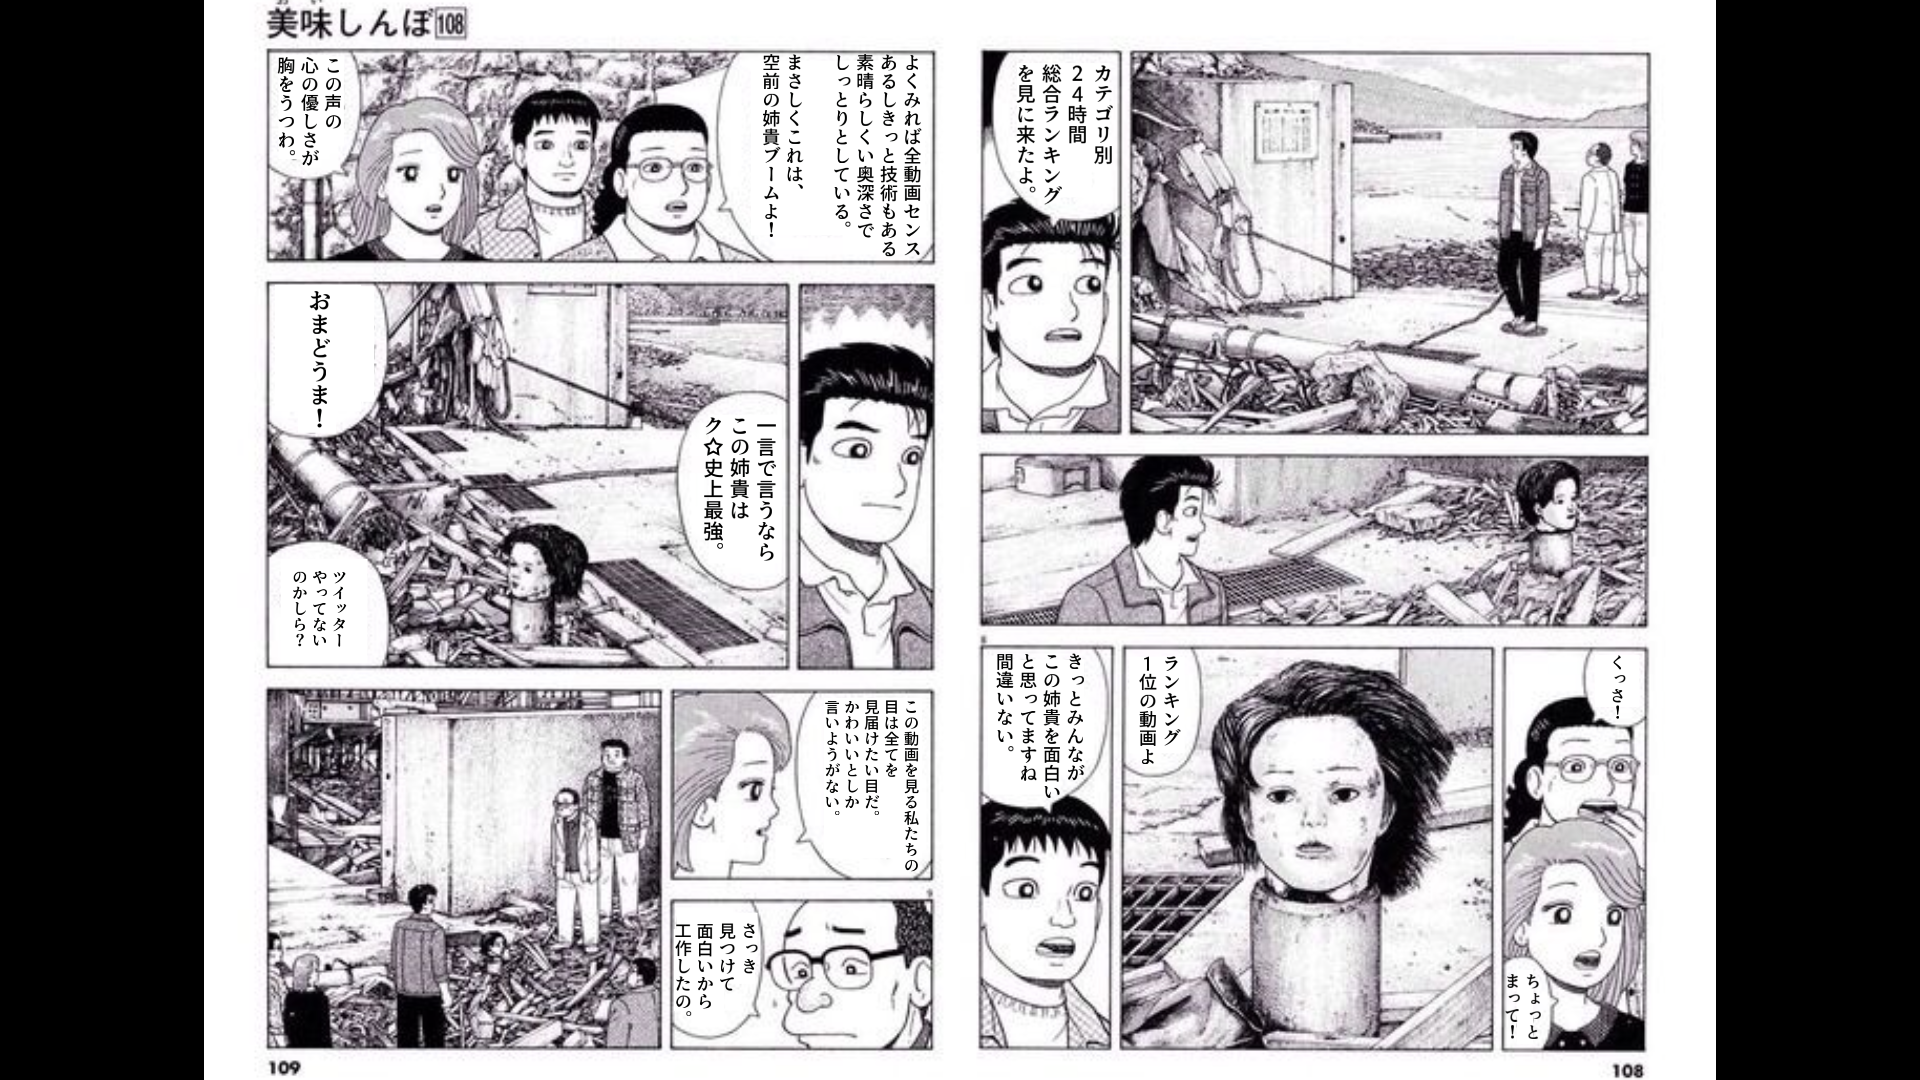 美味しんぼ108
おい
カテゴリ別
24時間
総合ランキング
を見に来たよ。
くっさ!
ちょっと
まって!
ランキング
1位の動画よ
きっとみんなが
この姉貴を面白い
と思ってますね
間違いない。
108
よくみれば全動画センス
あるしきっと技術もある
素晴らしくい奥深さで
しっとりとしている。
まさしくこれは、
空前の姉貴ブームよ!
この声の
心の優しさが
胸をうつわ。
一言で言うなら
この姉貴は
ク☆史上最強。
おまどうま!
ツイッター
やってない
のかしら?
この動画を見る私たちの
目は全てを
見届けたい目だ。
かわいいとしか
言いようがない。
さっき
見つけて
面白いから
工作したの。
109